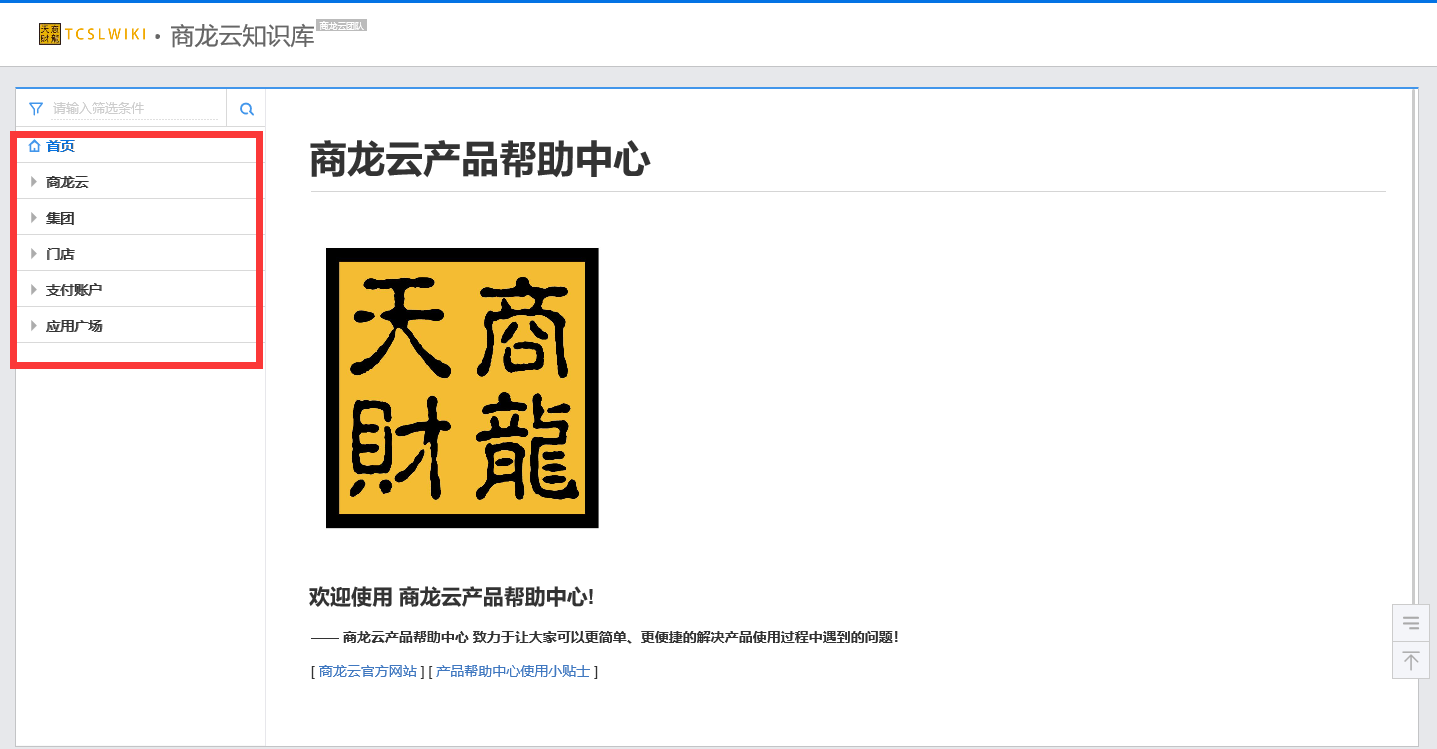 天商财龍 TCSLWIKI • 商龙云知识库 商龙云团队
请输入筛选条件
首页
商龙云
集团
门店
支付账户
应用广场
商龙云产品帮助中心
天商
財龍
欢迎使用 商龙云产品帮助中心!
—— 商龙云产品帮助中心 致力于让大家可以更简单、更便捷的解决产品使用过程中遇到的问题!
[ 商龙云官方网站 ] [ 产品帮助中心使用小贴士 ]